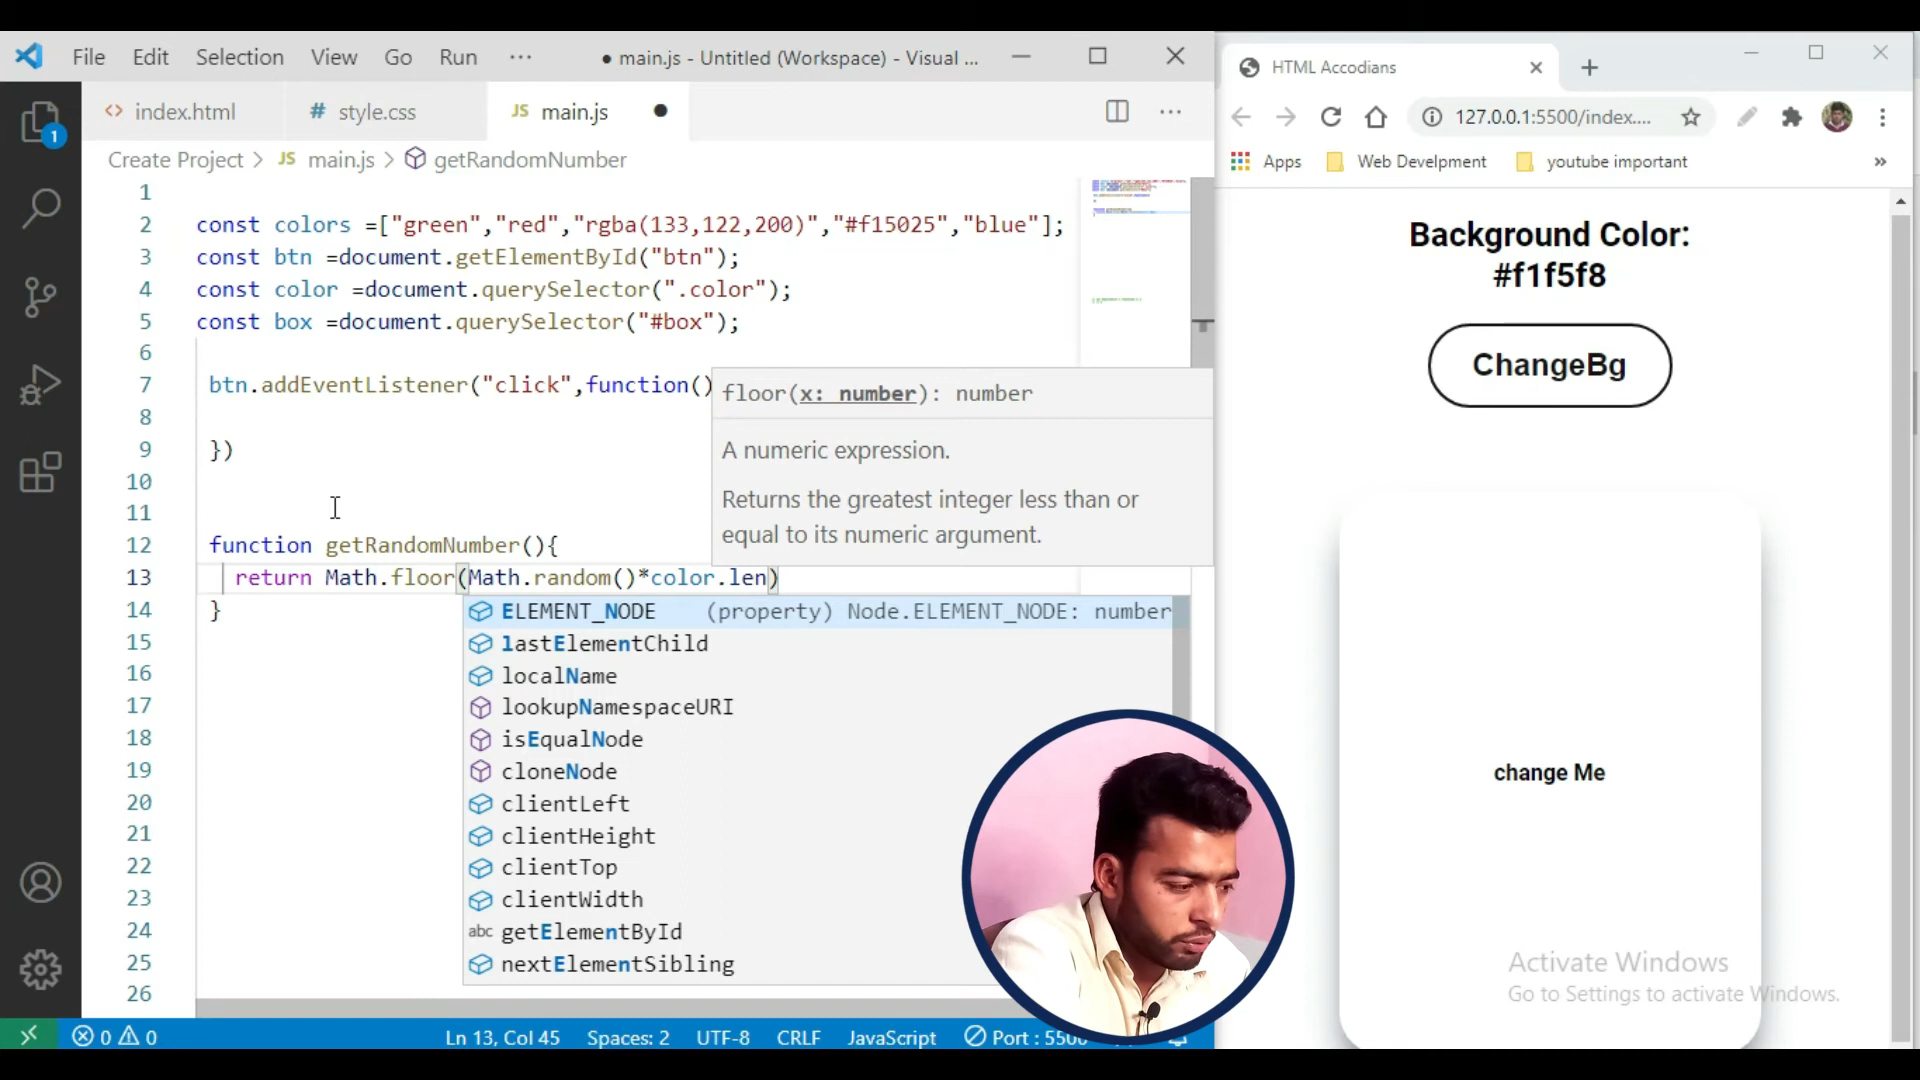 File Edit Selection View Go Run ··· ● main.js - Untitled (Workspace) - Visual ...
<> index.html # style.css JS main.js ● ···
Create Project > JS main.js > getRandomNumber
1
2 const colors =["green","red","rgba(133,122,200)","#f15025","blue"];
3 const btn =document.getElementById("btn");
4 const color =document.querySelector(".color");
5 const box =document.querySelector("#box");
6
7 btn.addEventListener("click",function()
8
9 })
10
11
12 function getRandomNumber(){
13 return Math.floor(Math.random()*color.len)
14 }
15
16
17
18
19
20
21
22
23
24
25
26
floor(x: number): number
A numeric expression.
Returns the greatest integer less than or
equal to its numeric argument.
ELEMENT_NODE (property) Node.ELEMENT_NODE: number
lastElementChild
localName
lookupNamespaceURI
isEqualNode
cloneNode
clientLeft
clientHeight
clientTop
clientWidth
abc getElementById
nextElementSibling
1
0 0 Ln 13, Col 45 Spaces: 2 UTF-8 CRLF JavaScript Port : 5500
HTML Accodians
127.0.0.1:5500/index....
Apps Web Develpment youtube important »
Background Color:
#f1f5f8
ChangeBg
change Me
Activate Windows
Go to Settings to activate Windows.